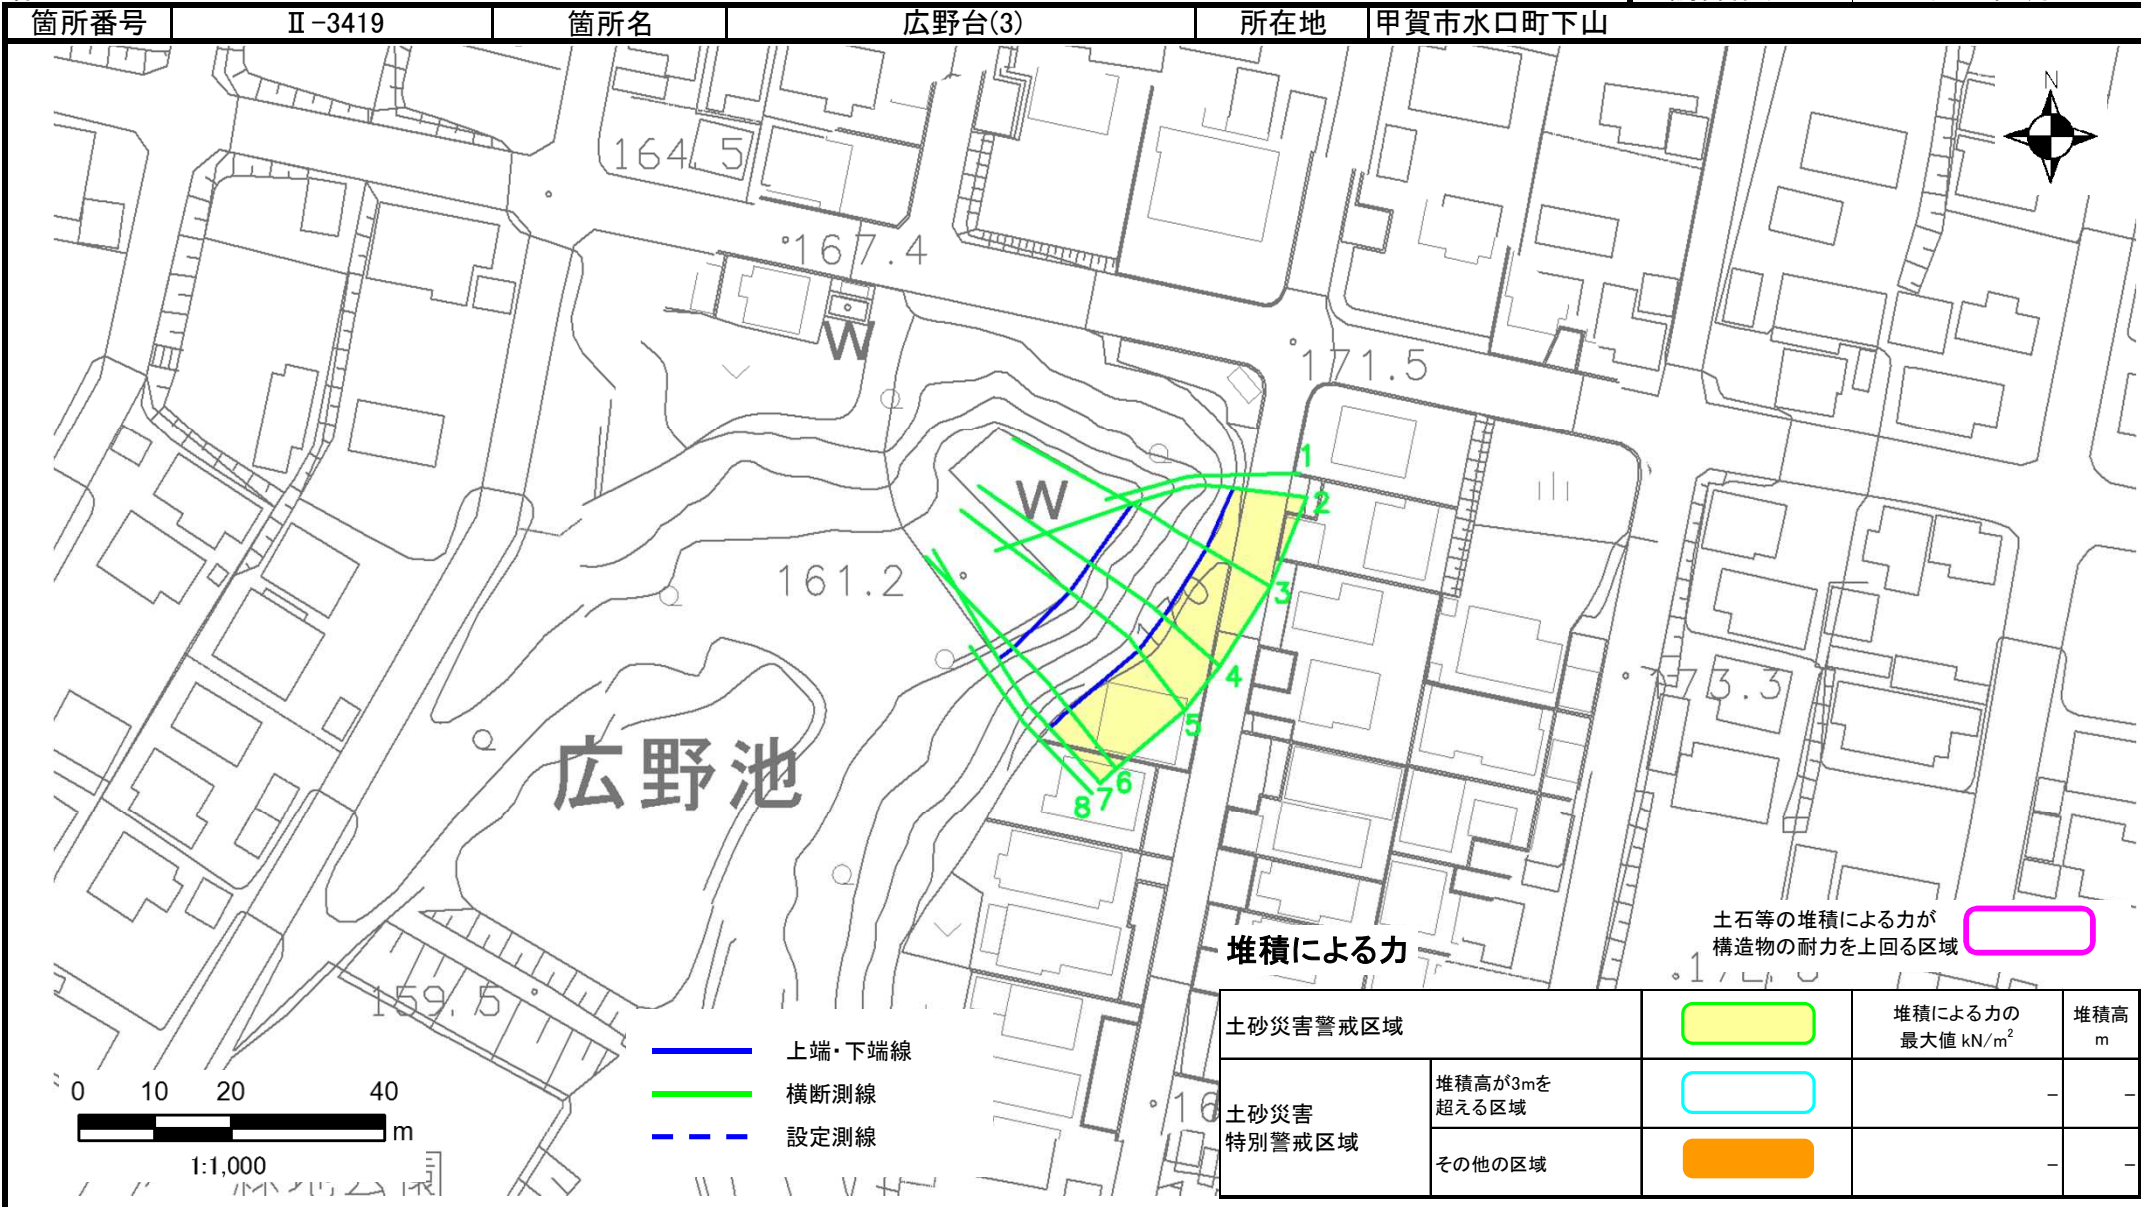 箇所番号 Ⅱ-3419 箇所名 広野台(3) 所在地 甲賀市水口町下山
N
164.5
167.4
W
171.5
1
W
2
161.2
3
4
173.3
5
広野池
6
7
8
159.5
土石等の堆積による力が
構造物の耐力を上回る区域
堆積による力
土砂災害警戒区域
堆積による力の
最大値 kN/m²
堆積高
m
土砂災害
特別警戒区域
堆積高が3mを
超える区域
- -
その他の区域
- -
上端・下端線
横断測線
設定測線
0 10 20 40
m
1:1,000